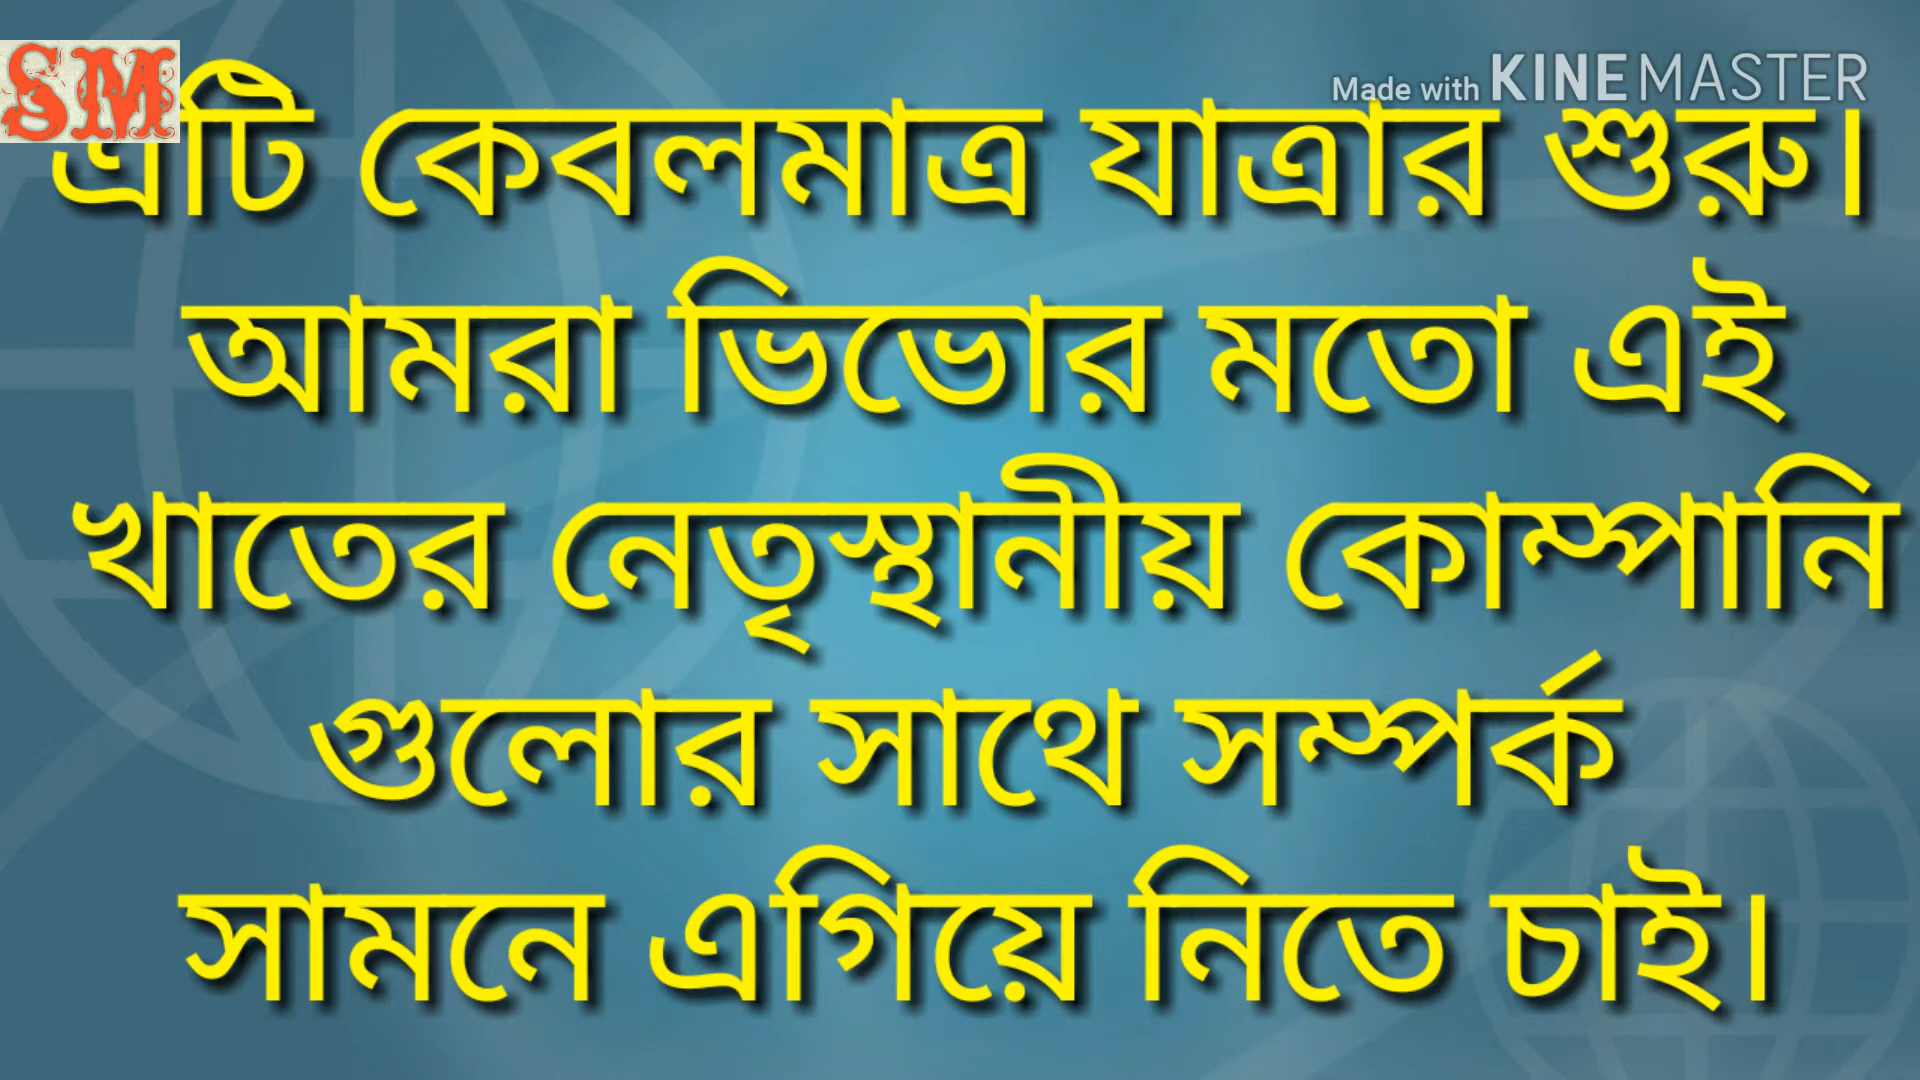 SM
Made with KINEMASTER
এটি কেবলমাত্র যাত্রার শুরু।
আমরা ভিভোর মতো এই
খাতের নেতৃস্থানীয় কোম্পানি
গুলোর সাথে সম্পর্ক
সামনে এগিয়ে নিতে চাই।